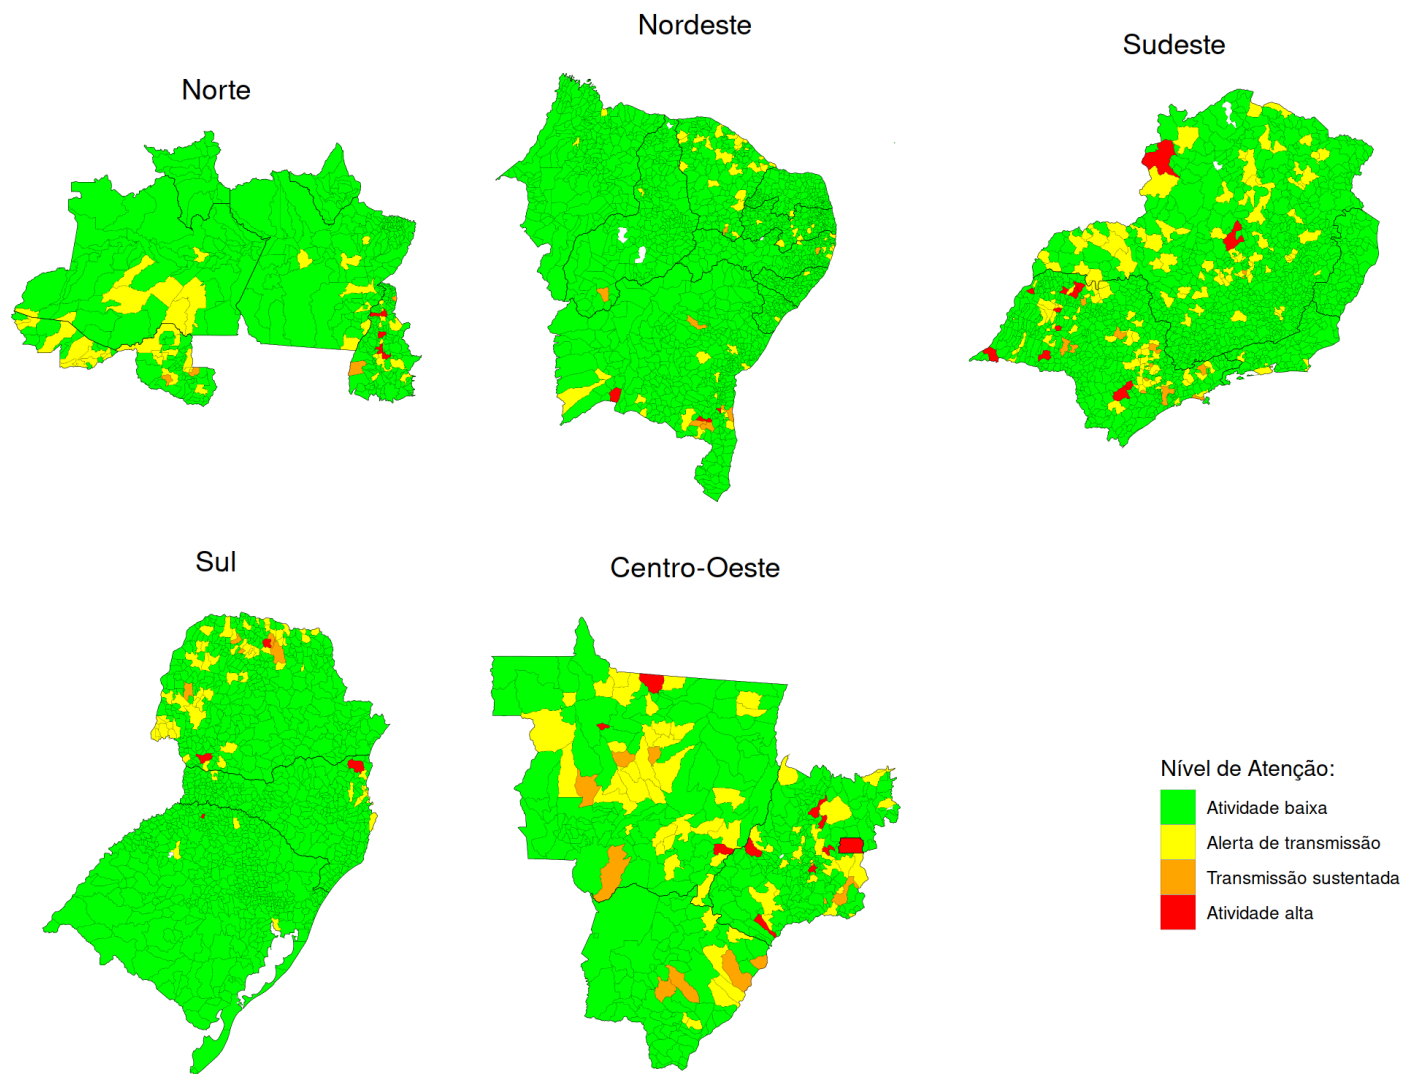 Norte
Nordeste
Sudeste
Sul
Centro-Oeste
Nível de Atenção:
Atividade baixa
Alerta de transmissão
Transmissão sustentada
Atividade alta